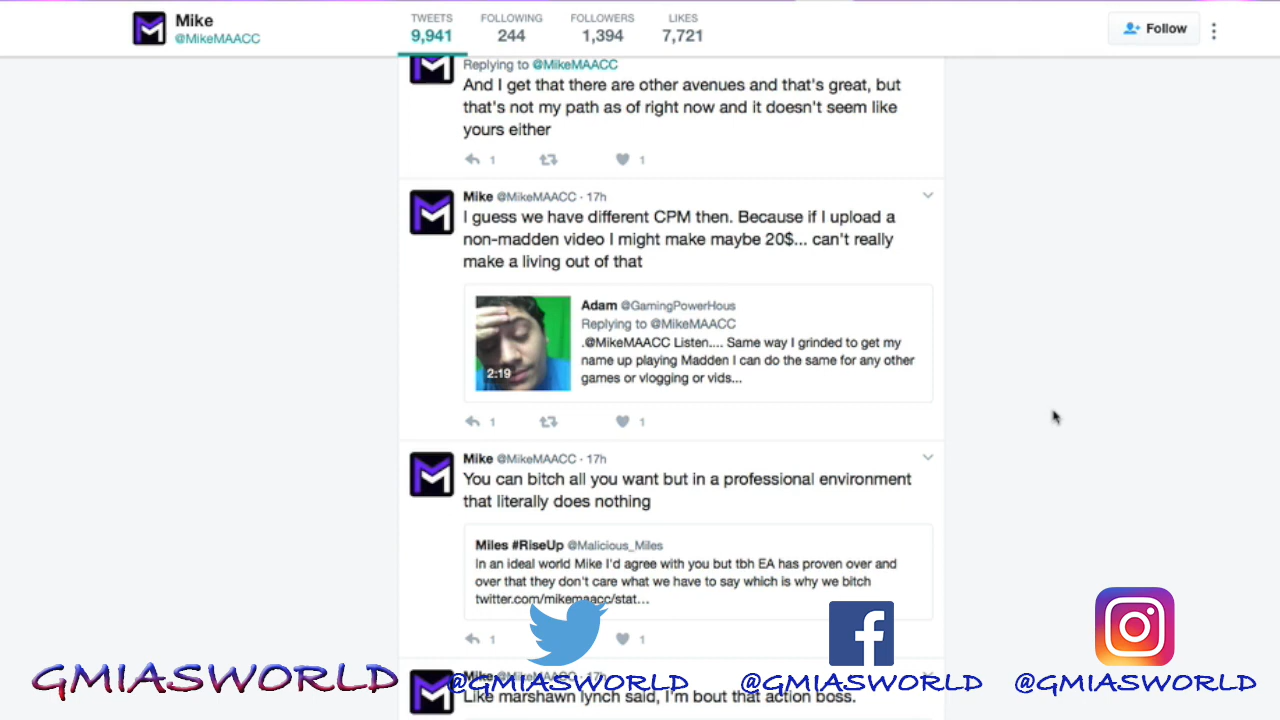 Mike
@MikeMAACC
TWEETS
9,941
FOLLOWING
244
FOLLOWERS
1,394
LIKES
7,721
Follow
Replying to @MikeMAACC
And I get that there are other avenues and that's great, but
that's not my path as of right now and it doesn't seem like
yours either
1
1
Mike @MikeMAACC · 17h
I guess we have different CPM then. Because if I upload a
non-madden video I might make maybe 20$... can't really
make a living out of that
Adam @GamingPowerHous
Replying to @MikeMAACC
.@MikeMAACC Listen.... Same way I grinded to get my
name up playing Madden I can do the same for any other
games or vlogging or vids...
2:19
1
1
Mike @MikeMAACC · 17h
You can bitch all you want but in a professional environment
that literally does nothing
Miles #RiseUp @Malicious_Miles
In an ideal world Mike I'd agree with you but tbh EA has proven over and
over that they don't care what we have to say which is why we bitch
twitter.com/mikemaacc/stat...
1
1
Mike @MikeMAACC · 17h
Like marshawn lynch said, I'm bout that action boss.
GMIASWORLD
@GMIASWORLD
@GMIASWORLD
@GMIASWORLD